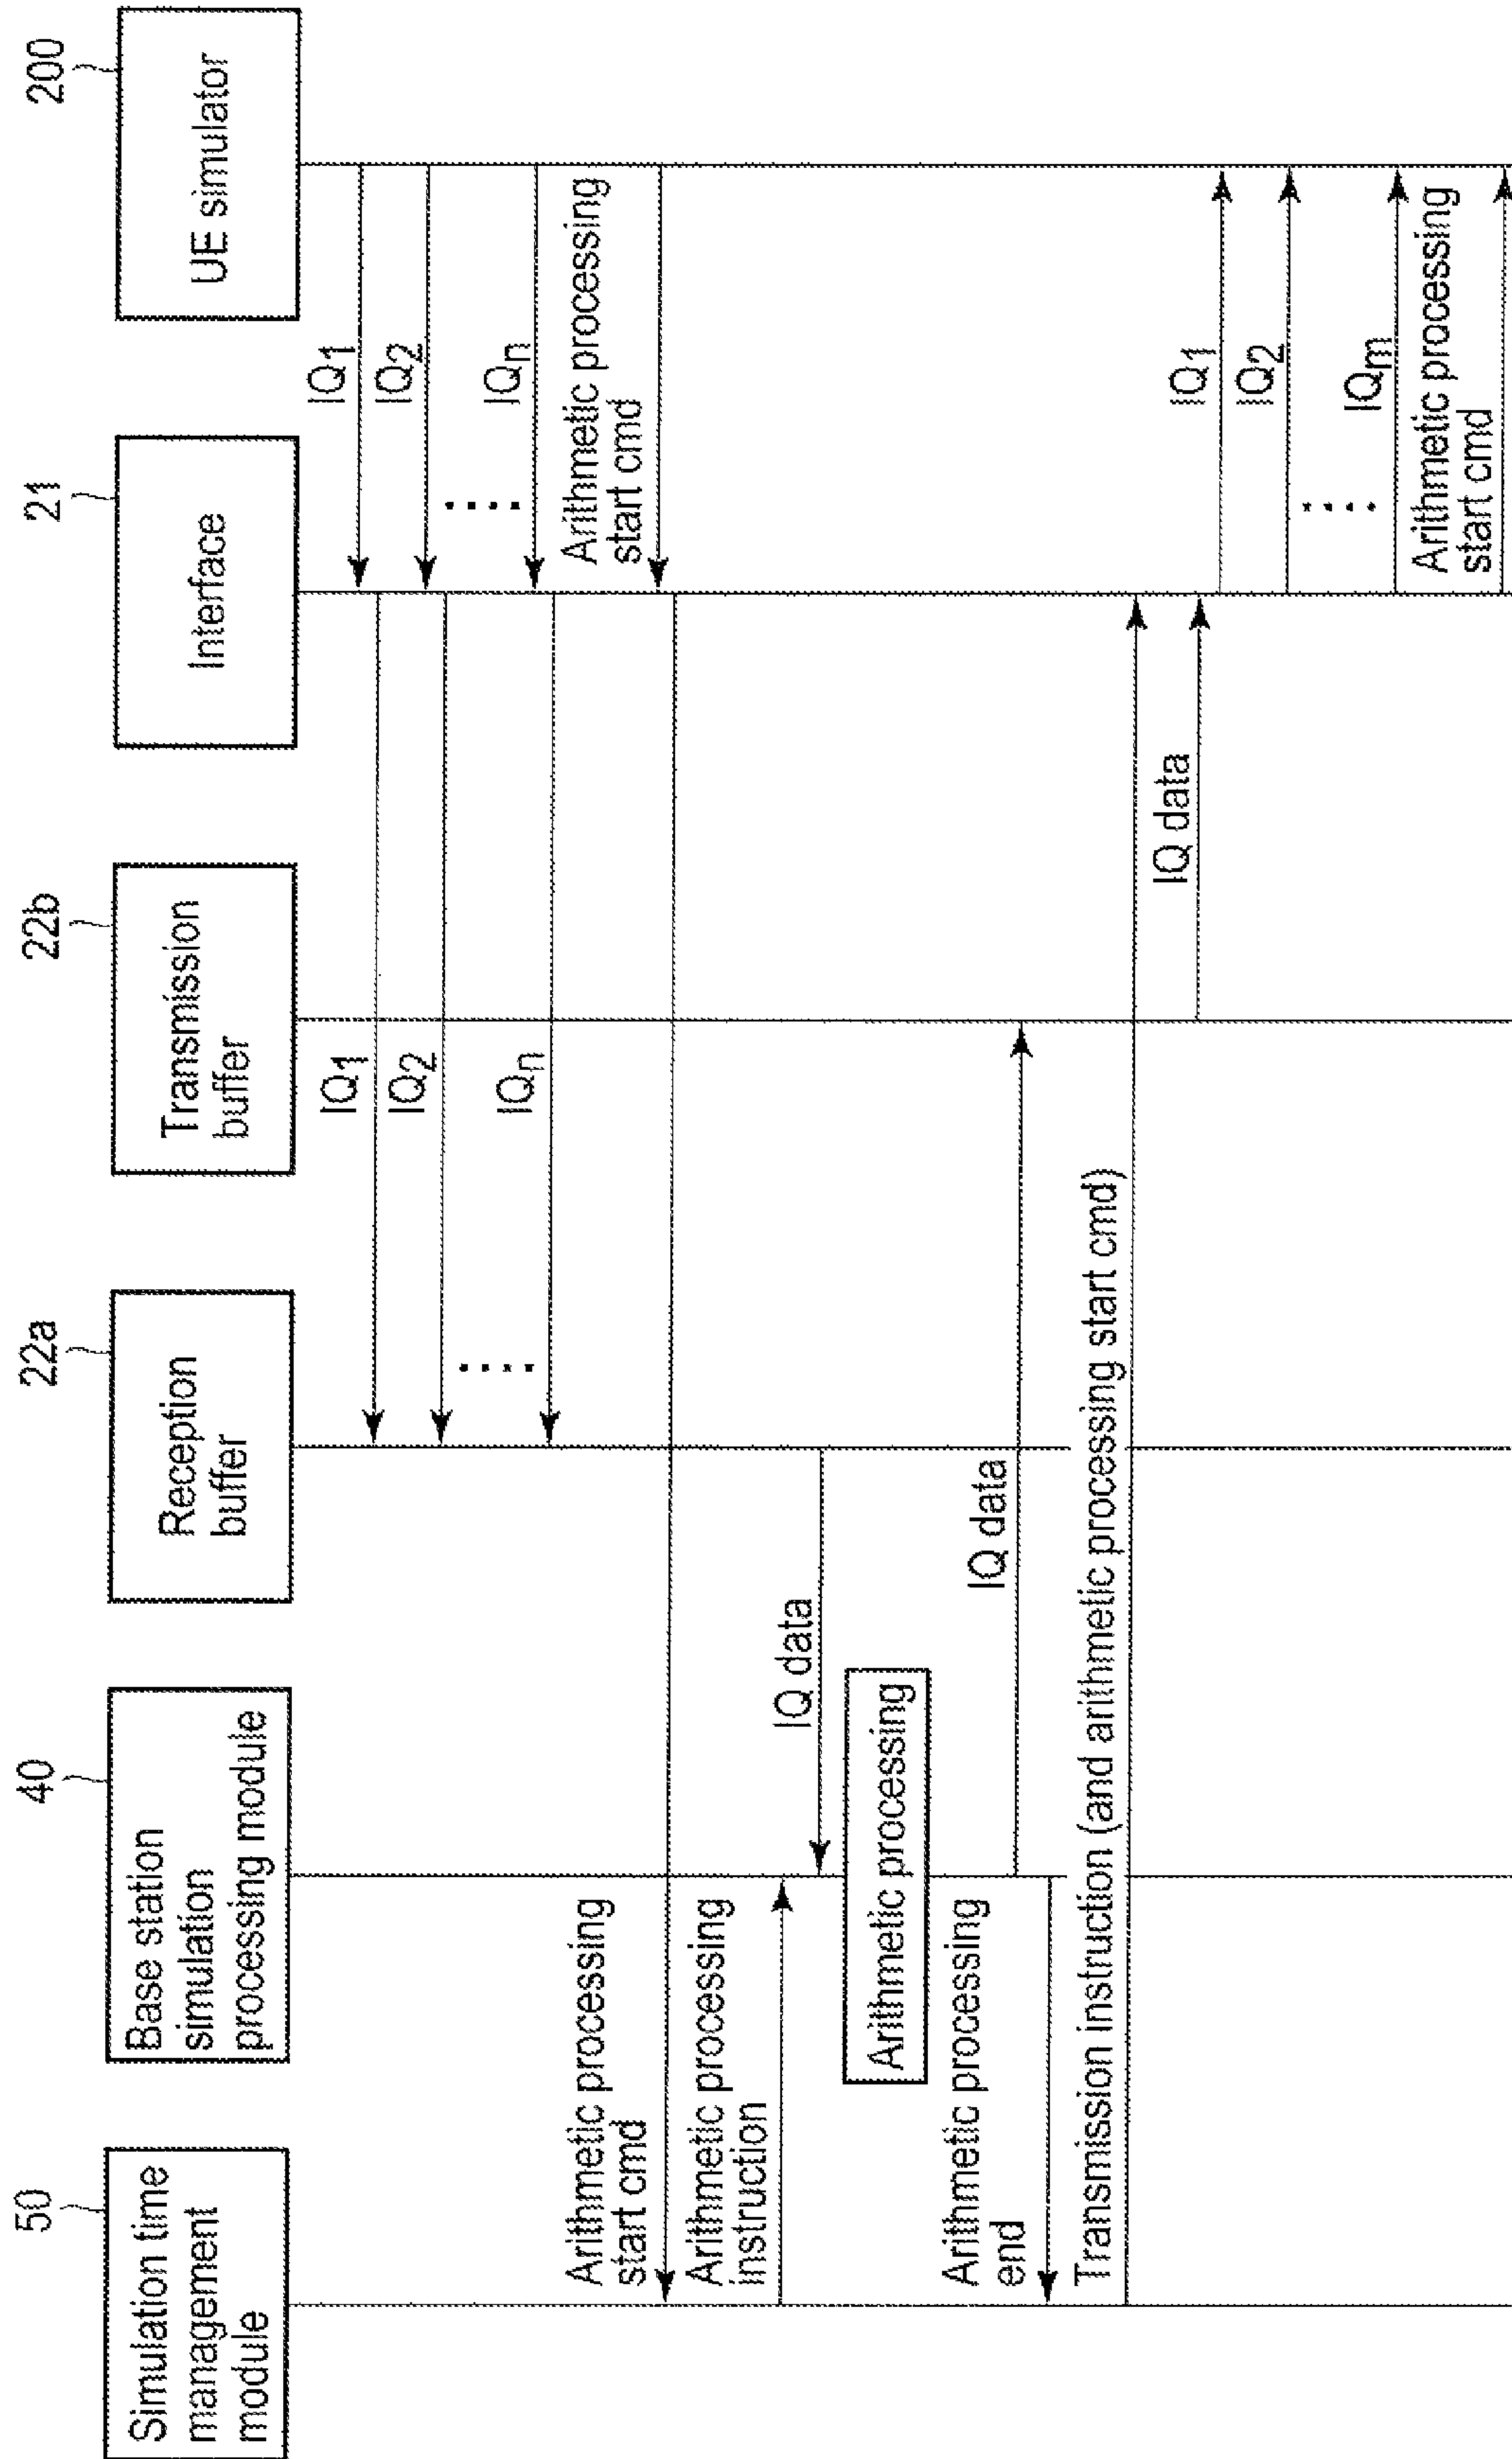 50
Simulation time
management
module
40
Base station
simulation
processing module
22a
Reception
buffer
22b
Transmission
buffer
21
Interface
200
UE simulator
IQ1
IQ1
IQ2
IQ2
....
....
IQn
IQn
Arithmetic processing
start cmd
Arithmetic processing
start cmd
Arithmetic processing
instruction
IQ data
Arithmetic processing
IQ data
Arithmetic processing
end
Transmission instruction (and arithmetic processing start cmd)
IQ data
IQ1
IQ2
....
IQm
Arithmetic processing
start cmd